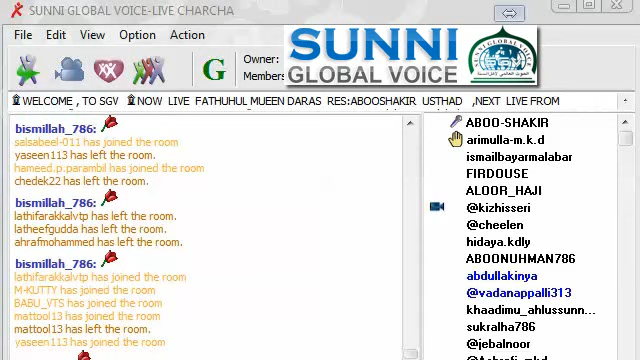 SUNNI GLOBAL VOICE-LIVE CHARCHA
File Edit View Option Action
SUNNI
GLOBAL VOICE
SUNNI GLOBAL VOICE
G
Owner:
Members
WELCOME , TO SGV NOW LIVE FATHUHUL MUEEN DARAS RES:ABOOSHAKIR USTHAD ,NEXT LIVE FROM
bismillah_786:
salsabeel-011 has joined the room
yaseen113 has left the room.
hameed.p.parambil has joined the room
chedek22 has left the room.
bismillah_786:
lathifarakkalvtp has left the room.
latheefgudda has left the room.
ahrafmohammed has left the room.
bismillah_786:
lathifarakkalvtp has joined the room
M-KUTTY has joined the room
BABU_VTS has joined the room
mattool13 has joined the room
mattool13 has left the room.
yaseen113 has joined the room
ABOO-SHAKIR
arimulla-m.k.d
ismailbayarmalabar
FIRDOUSE
ALOOR_HAJI
@kizhisseri
@cheelen
hidaya.kdly
ABOONUHMAN786
abdullakinya
@vadanappalli313
khaadimu_ahlussunn...
sukralha786
@jebalnoor